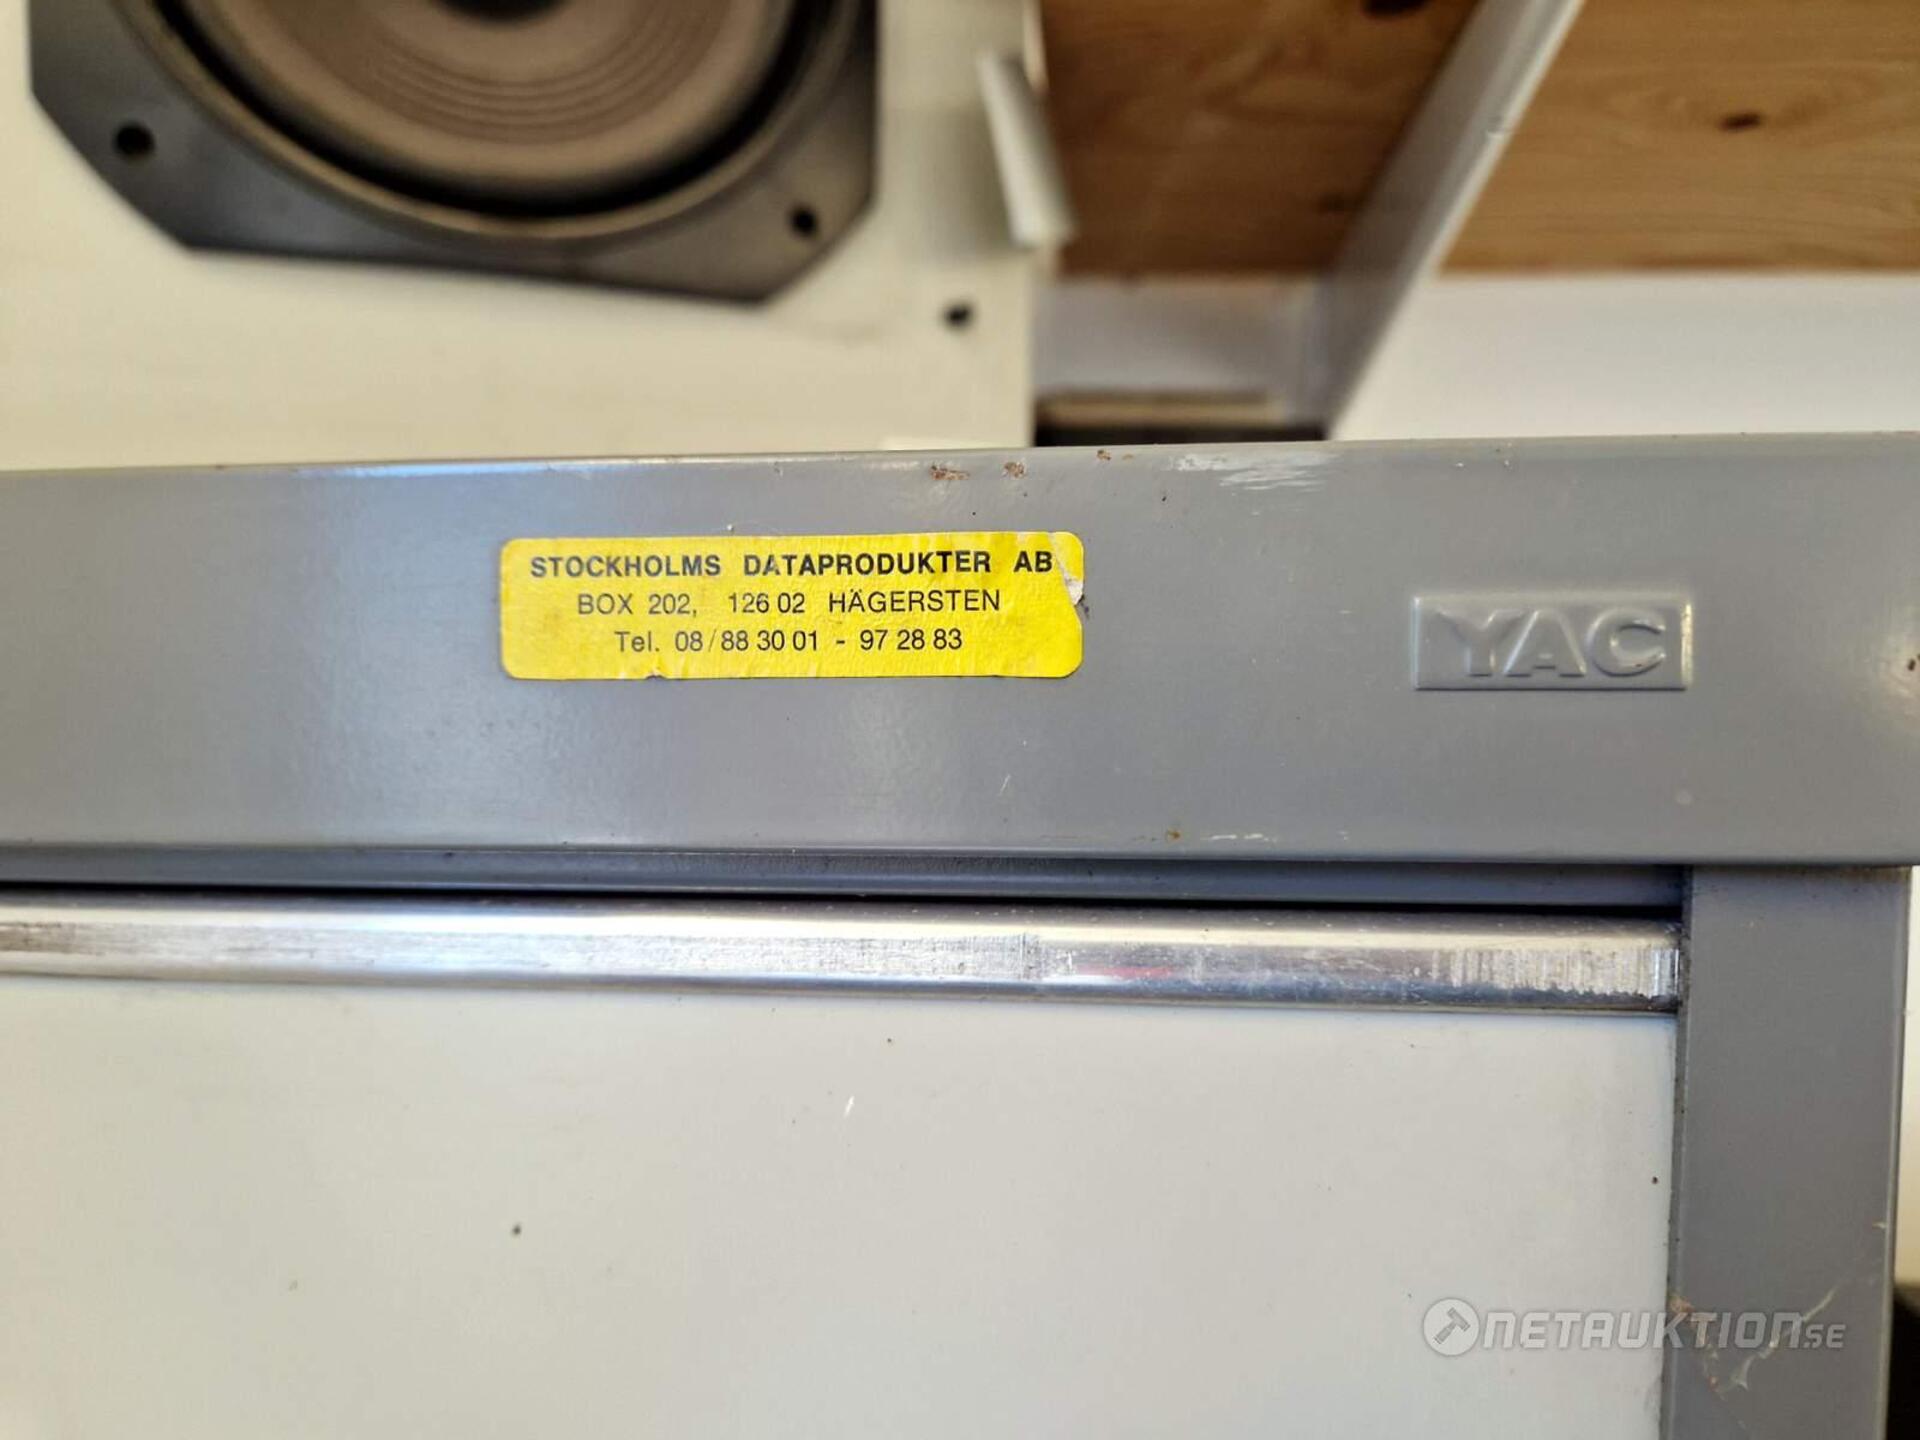 STOCKHOLMS DATAPRODUKTER AB
BOX 202, 126 02 HÄGERSTEN
Tel. 08/88 30 01 - 97 28 83
YAC
NETAUKTION.SE